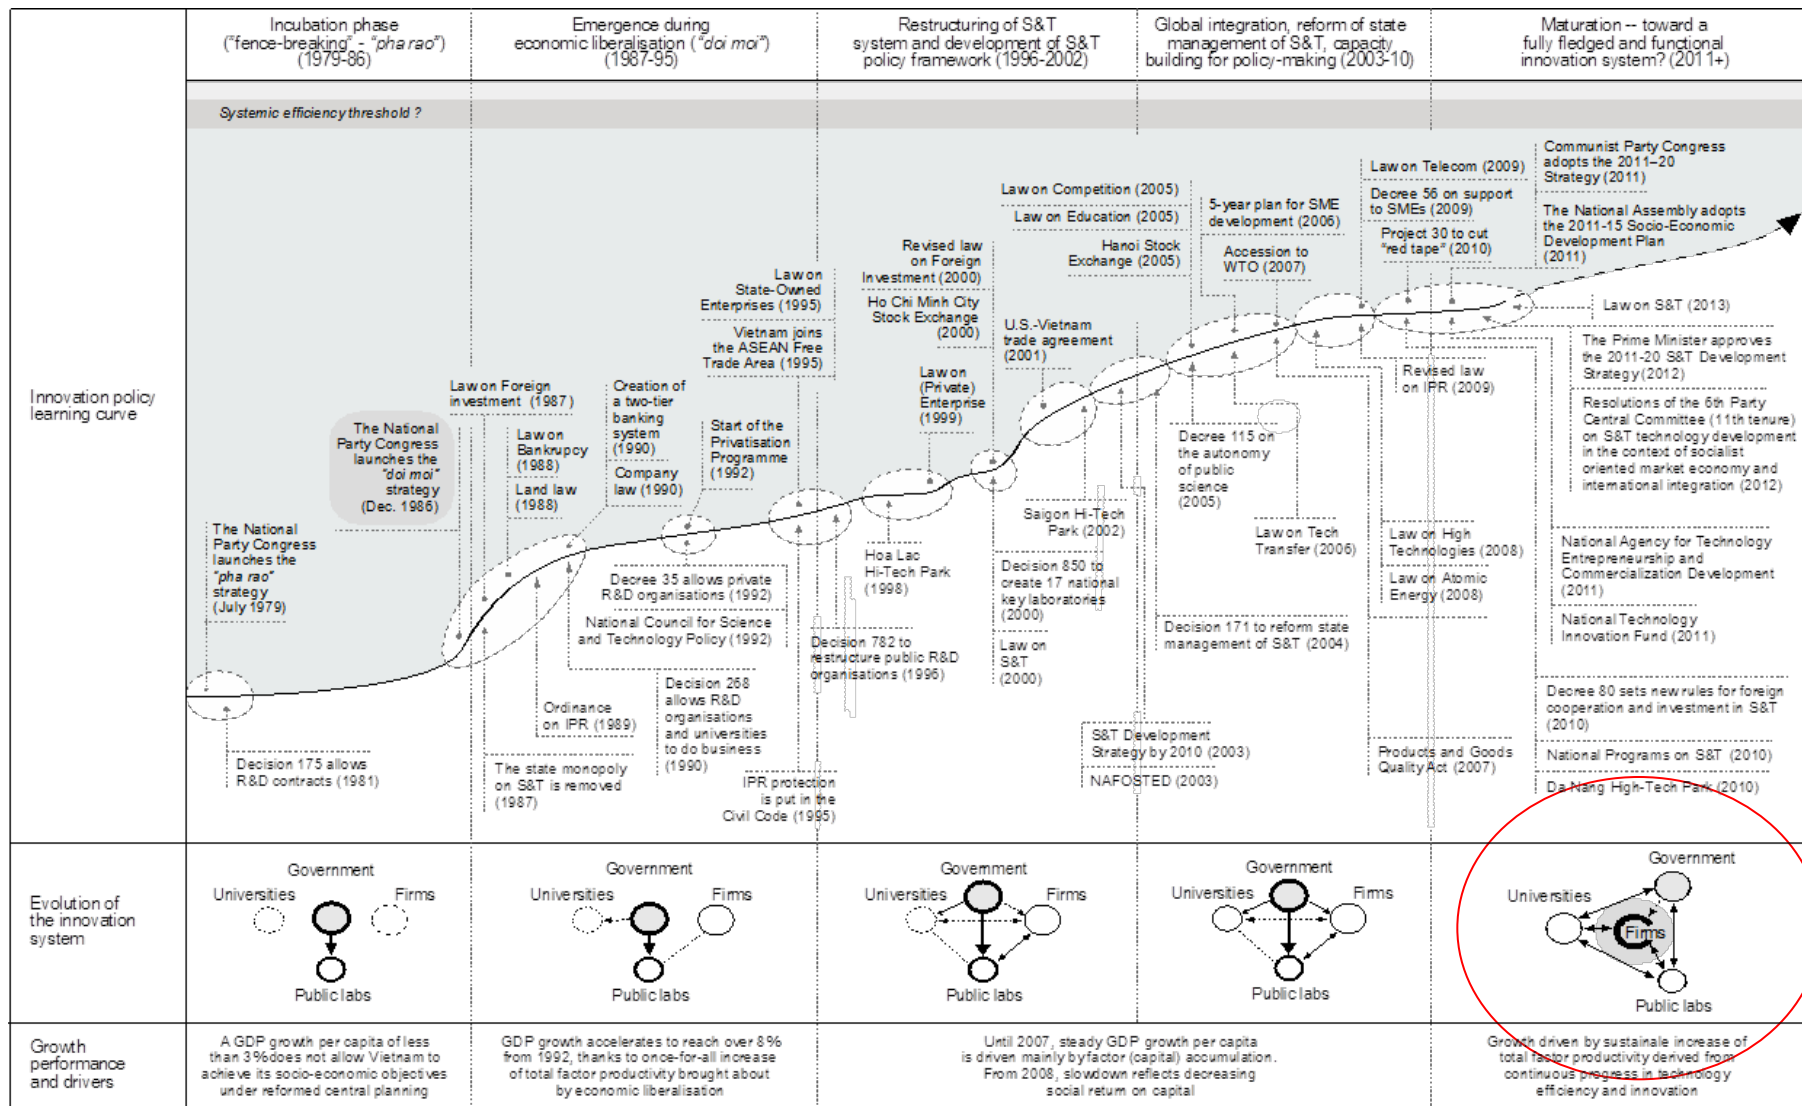 Incubation phase
("fence-breaking" - "pha rao")
(1979-86)
Emergence during
economic liberalisation ("doi moi")
(1987-95)
Restructuring of S&T
system and development of S&T
policy framework (1996-2002)
Global integration, reform of state
management of S&T, capacity
building for policy-making (2003-10)
Maturation -- toward a
fully fledged and functional
innovation system? (2011+)
Systemic efficiency threshold ?
Innovation policy
learning curve
The National
Party Congress
launches the
"pha rao"
strategy
(July 1979)
Decision 175 allows
R&D contracts (1981)
The National
Party Congress
launches the
"doi moi"
strategy
(Dec. 1986)
Law on Foreign
investment (1987)
Law on
Bankrupcy
(1988)
Land law
(1988)
Creation of
a two-tier
banking
system
(1990)
Company
law (1990)
Start of the
Privatisation
Programme
(1992)
Law on
State-Owned
Enterprises (1995)
Vietnam joins
the ASEAN Free
Trade Area (1995)
Decree 35 allows private
R&D organisations (1992)
National Council for Science
and Technology Policy (1992)
Ordinance
on IPR (1989)
The state monopoly
on S&T is removed
(1987)
Decision 268
allows R&D
organisations
and universities
to do business
(1990)
IPR protection
is put in the
Civil Code (1995)
Revised law
on Foreign
Investment (2000)
Ho Chi Minh City
Stock Exchange
(2000)
Law on
(Private)
Enterprise
(1999)
U.S.-Vietnam
trade agreement
(2001)
Hoa Lac
Hi-Tech Park
(1998)
Decision 782 to
restructure public R&D
organisations (1996)
Saigon Hi-Tech
Park (2002)
Decision 850 to
create 17 national
key laboratories
(2000)
Law on
S&T
(2000)
Law on Competition (2005)
Law on Education (2005)
Hanoi Stock
Exchange (2005)
5-year plan for SME
development (2006)
Accession to
WTO (2007)
Decree 115 on
the autonomy
of public
science
(2005)
Law on Tech
Transfer (2006)
Decision 171 to reform state
management of S&T (2004)
S&T Development
Strategy by 2010 (2003)
NAFOSTED (2003)
Law on Telecom (2009)
Decree 56 on support
to SMEs (2009)
Project 30 to cut
"red tape" (2010)
Revised law
on IPR (2009)
Law on High
Technologies (2008)
Law on Atomic
Energy (2008)
Products and Goods
Quality Act (2007)
Communist Party Congress
adopts the 2011–20
Strategy (2011)
The National Assembly adopts
the 2011-15 Socio-Economic
Development Plan
(2011)
Law on S&T (2013)
The Prime Minister approves
the 2011-20 S&T Development
Strategy (2012)
Resolutions of the 6th Party
Central Committee (11th tenure)
on S&T technology development
in the context of socialist
oriented market economy and
international integration (2012)
National Agency for Technology
Entrepreneurship and
Commercialization Development
(2011)
National Technology
Innovation Fund (2011)
Decree 80 sets new rules for foreign
cooperation and investment in S&T
(2010)
National Programs on S&T (2010)
Da Nang High-Tech Park (2010)
Evolution of
the innovation
system
Government
Universities
Firms
Public labs
Government
Universities
Firms
Public labs
Government
Universities
Firms
Public labs
Government
Universities
Firms
Public labs
Government
Universities
Firms
Public labs
Growth
performance
and drivers
A GDP growth per capita of less
than 3% does not allow Vietnam to
achieve its socio-economic objectives
under reformed central planning
GDP growth accelerates to reach over 8%
from 1992, thanks to once-for-all increase
of total factor productivity brought about
by economic liberalisation
Until 2007, steady GDP growth per capita
is driven mainly by factor (capital) accumulation.
From 2008, slowdown reflects decreasing
social return on capital
Growth driven by sustainale increase of
total factor productivity derived from
continuous progress in technology
efficiency and innovation